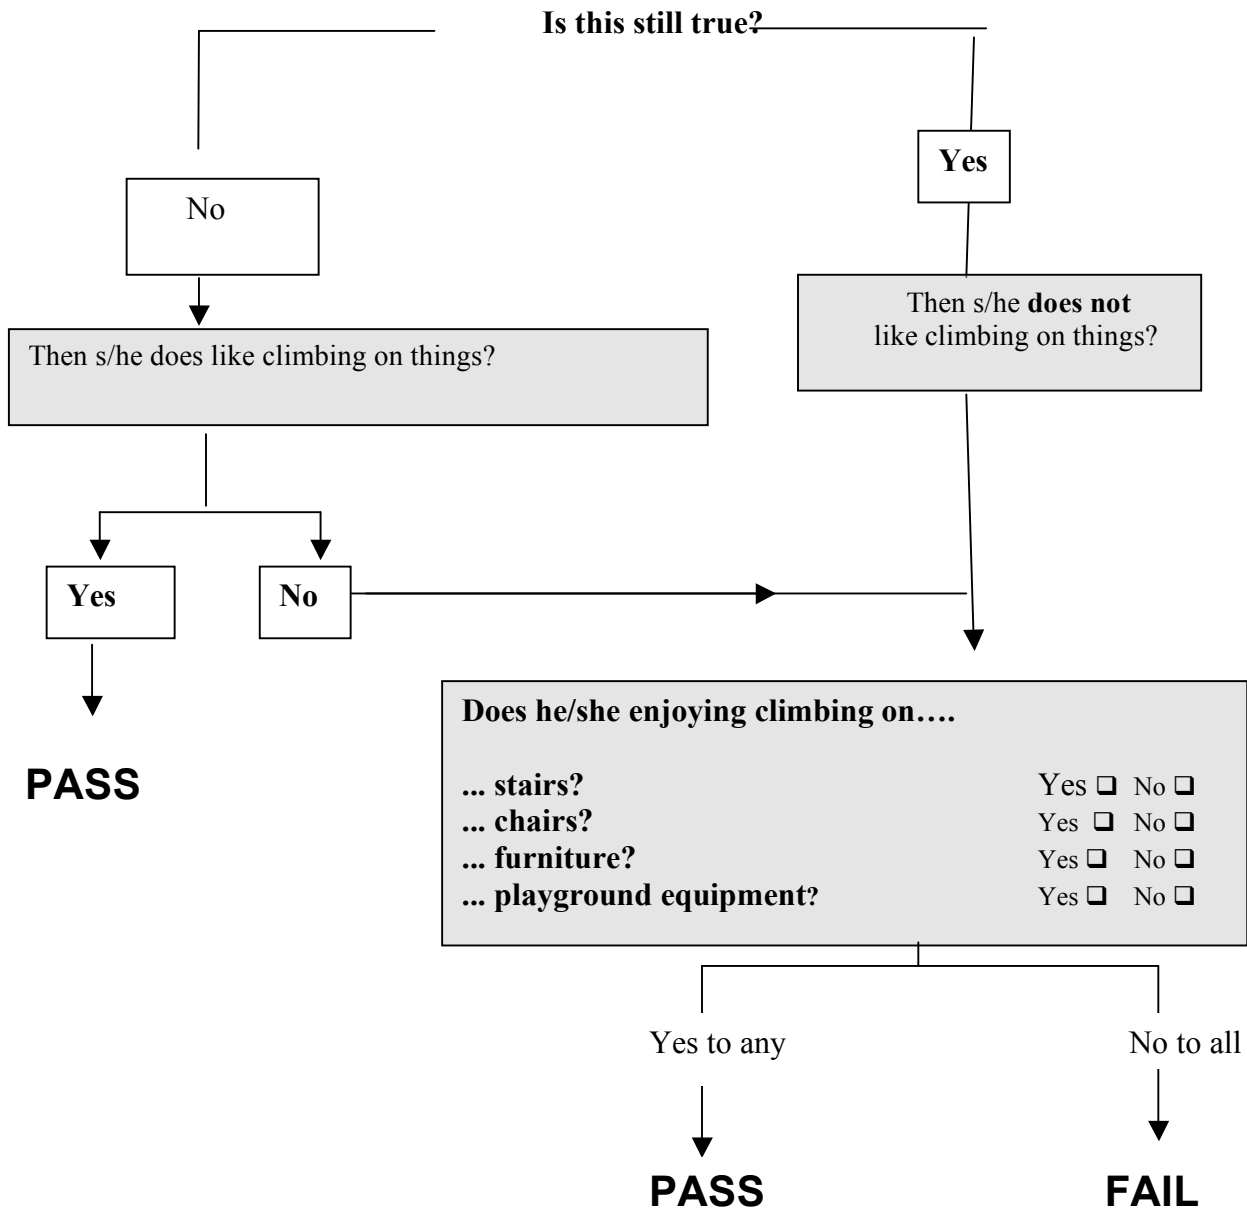 Is this still true?
Yes
No
Then s/he does not
like climbing on things?
Then s/he does like climbing on things?
Yes
No
Does he/she enjoying climbing on….
... stairs? Yes ❑ No ❑
... chairs? Yes ❑ No ❑
... furniture? Yes ❑ No ❑
... playground equipment? Yes ❑ No ❑
PASS
Yes to any
No to all
PASS
FAIL